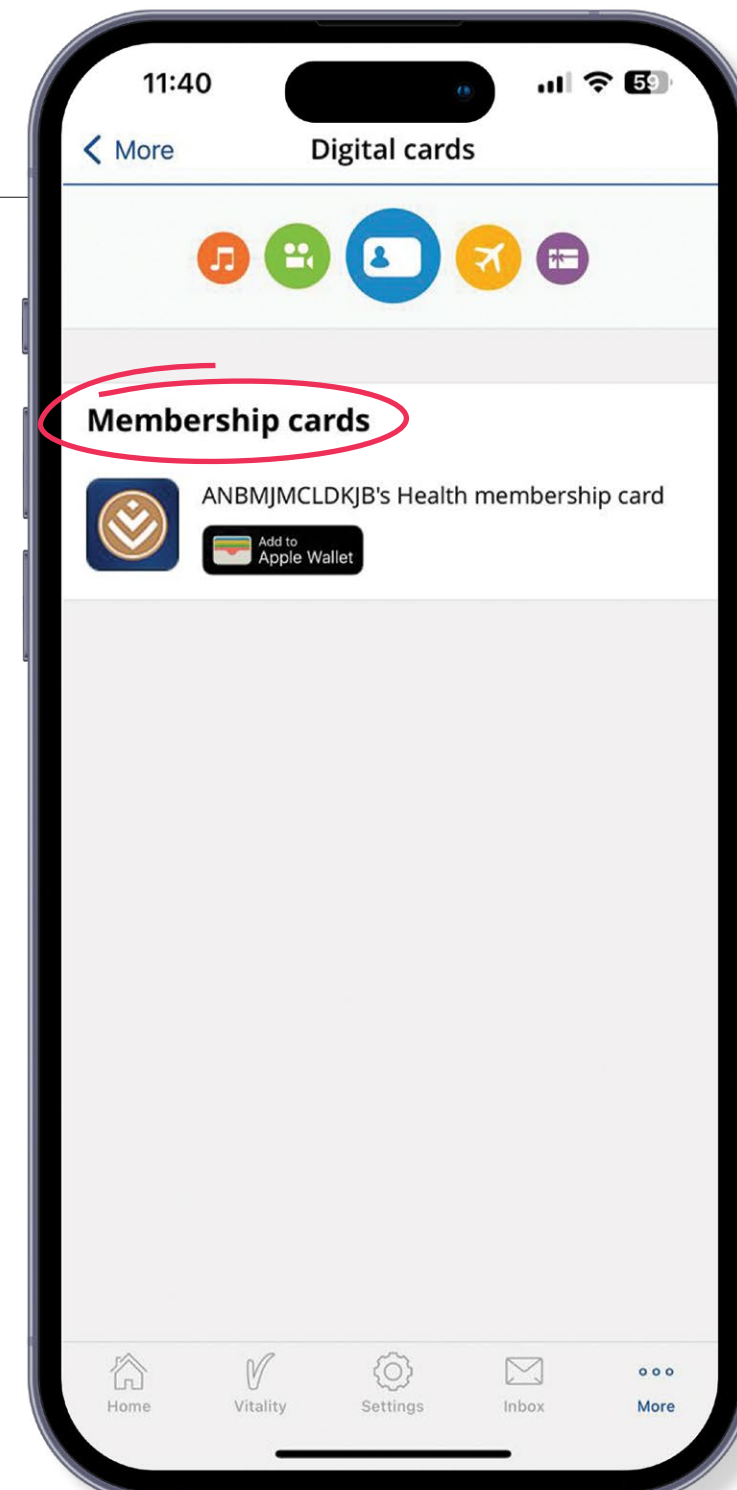 11:40
59
More
Digital cards
Membership cards
ANBMJMCLDKJB's Health membership card
Add to
Apple Wallet
Home
Vitality
Settings
Inbox
More